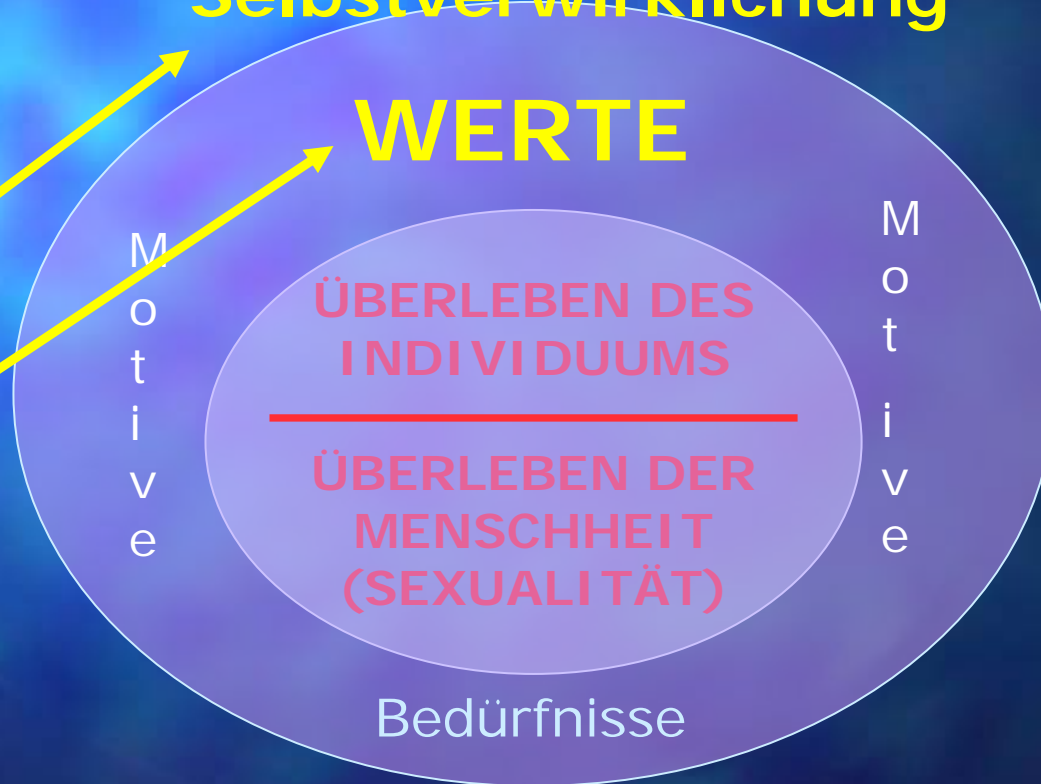 Selbstverwirklichung
WERTE
Motive
Motive
ÜBERLEBEN DES
INDIVIDUUMS
ÜBERLEBEN DER
MENSCHHEIT
(SEXUALITÄT)
Bedürfnisse